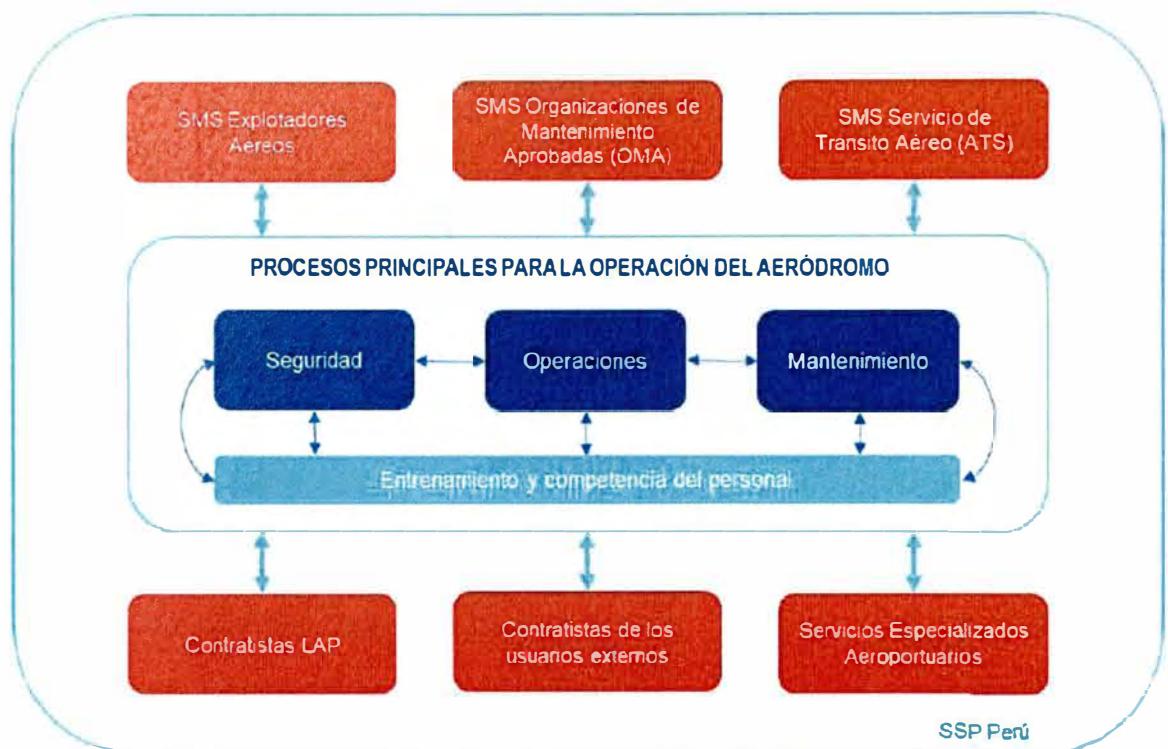 SMS Explotadores
Aéreos
SMS Organizaciones de
Mantenimiento
Aprobadas (OMA)
SMS Servicio de
Transito Aéreo (ATS)
PROCESOS PRINCIPALES PARA LA OPERACIÓN DEL AERÓDROMO
Seguridad
Operaciones
Mantenimiento
Entrenamiento y competencia del personal
Contratistas LAP
Contratistas de los
usuarios externos
Servicios Especializados
Aeroportuarios
SSP Perú